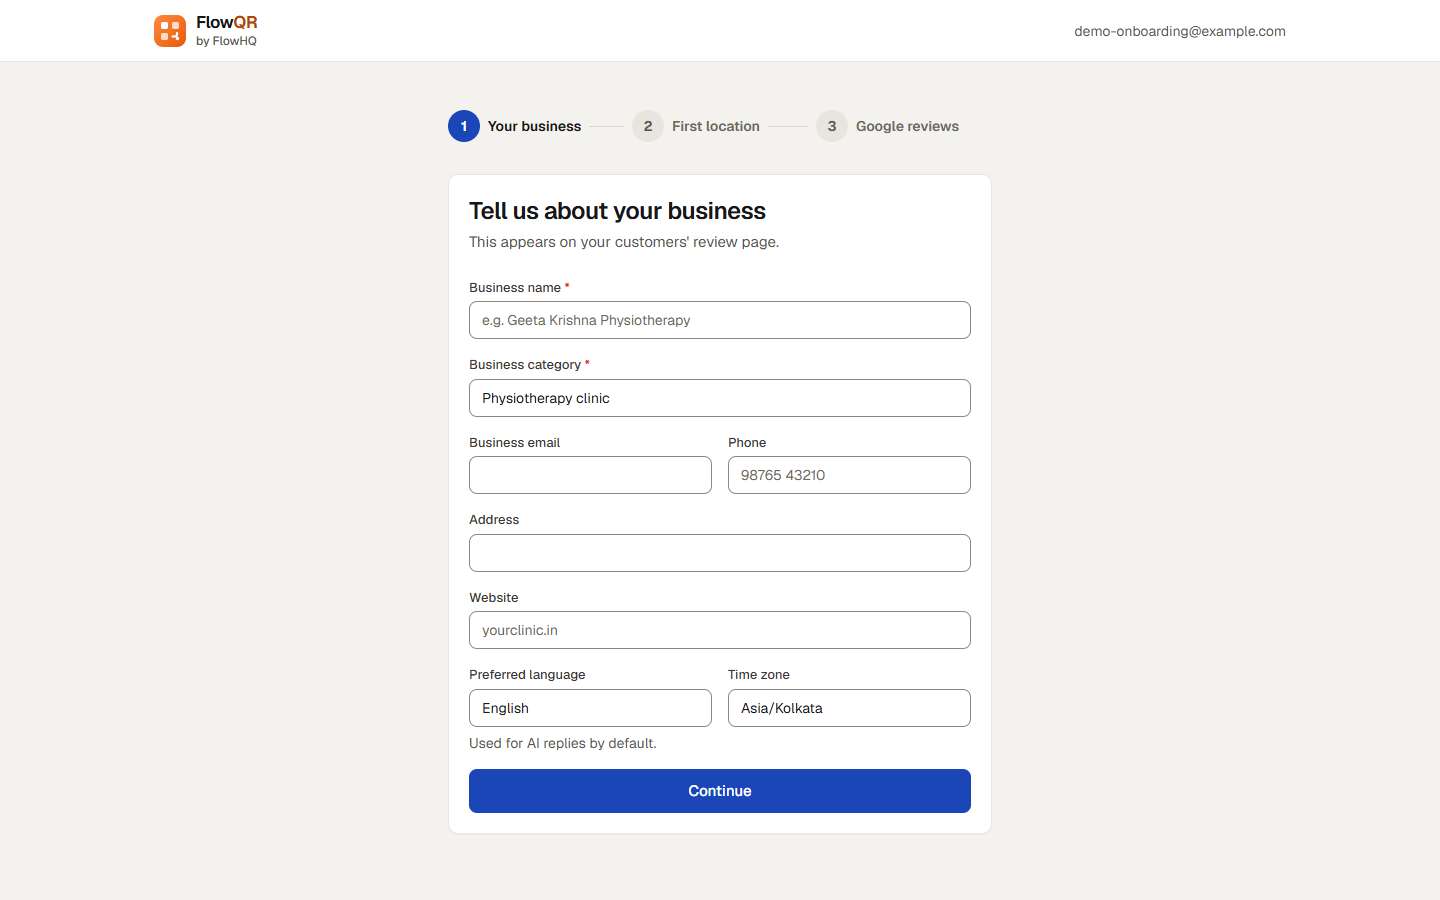 FlowQR
by FlowHQ
demo-onboarding@example.com
1 Your business
2 First location
3 Google reviews
Tell us about your business
This appears on your customers' review page.
Business name *
e.g. Geeta Krishna Physiotherapy
Business category *
Physiotherapy clinic
Business email
Phone
98765 43210
Address
Website
yourclinic.in
Preferred language
Time zone
English
Asia/Kolkata
Used for AI replies by default.
Continue